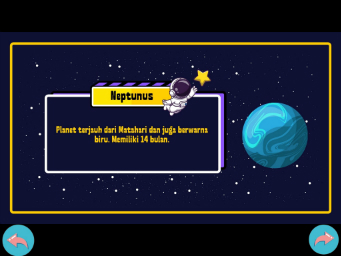 Neptunus
Planet terjauh dari Matahari dan juga berwarna
biru. Memiliki 14 bulan.